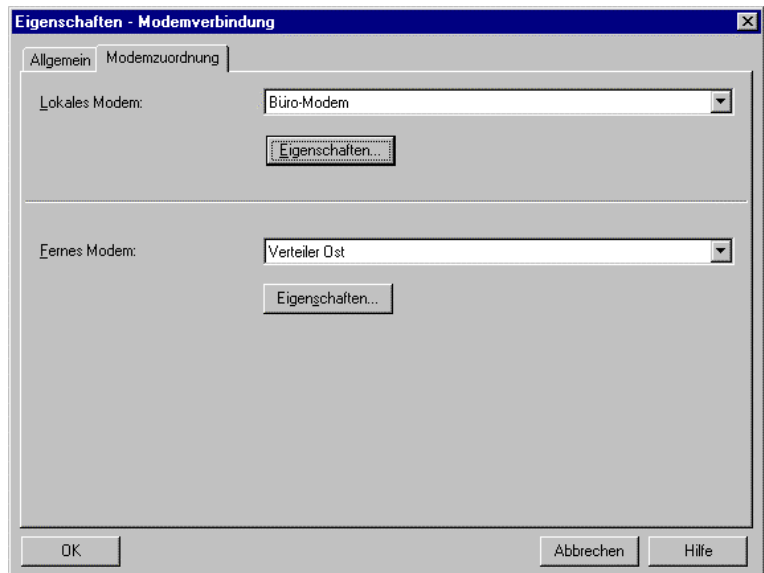 Eigenschaften - Modemverbindung
Allgemein Modemzuordnung
Lokales Modem: Büro-Modem
Eigenschaften...
Fernes Modem: Verteiler Ost
Eigenschaften...
OK Abbrechen Hilfe